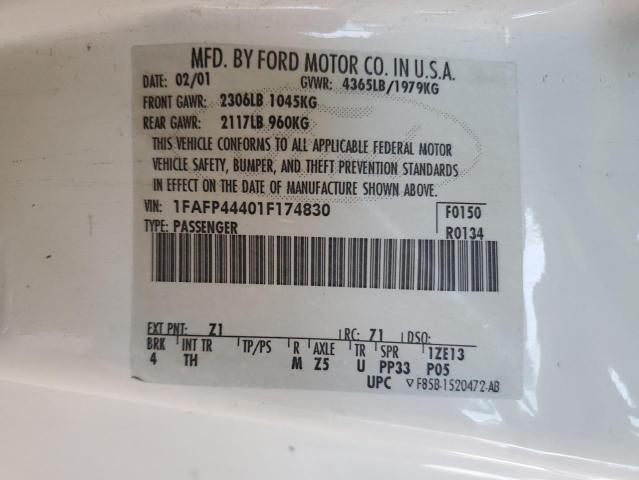 MFD. BY FORD MOTOR CO. IN U.S.A.
DATE: 02/01 GVWR: 4365LB/1979KG
FRONT GAWR: 2306LB 1045KG
REAR GAWR: 2117LB 960KG
THIS VEHICLE CONFORMS TO ALL APPLICABLE FEDERAL MOTOR
VEHICLE SAFETY, BUMPER, AND THEFT PREVENTION STANDARDS
IN EFFECT ON THE DATE OF MANUFACTURE SHOWN ABOVE.
VIN: 1FAFP44401F174830 F0150
TYPE: PASSENGER R0134
EXT PNT: Z1 RC: Z1 DSO:
BRK INT TR TP/PS R AXLE TR SPR 1ZE13
4 TH M Z5 U PP33 P05
UPC F85B-1520472-AB